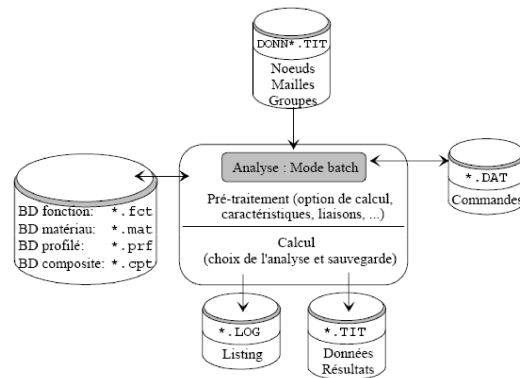 DONN*.TIT
Noeuds
Mailles
Groupes
Analyse : Mode batch
Pré-traitement (option de calcul,
caractéristiques, liaisons, ...)
Calcul
(choix de l'analyse et sauvegarde)
BD fonction: *.fct
BD matériau: *.mat
BD profilé: *.prf
BD composite: *.cpt
*.DAT
Commandes
*.LOG
Listing
*.TIT
Données
Résultats